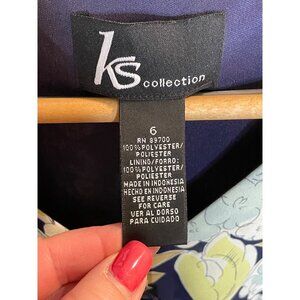 ks collection
6
RN 89700
100% POLYESTER/
POLIESTER
LINING/FORRO:
100% POLYESTER/
POLIESTER
MADE IN INDONESIA
HECHO EN INDONESIA
SEE REVERSE
FOR CARE
VER AL DORSO
PARA CUIDADO